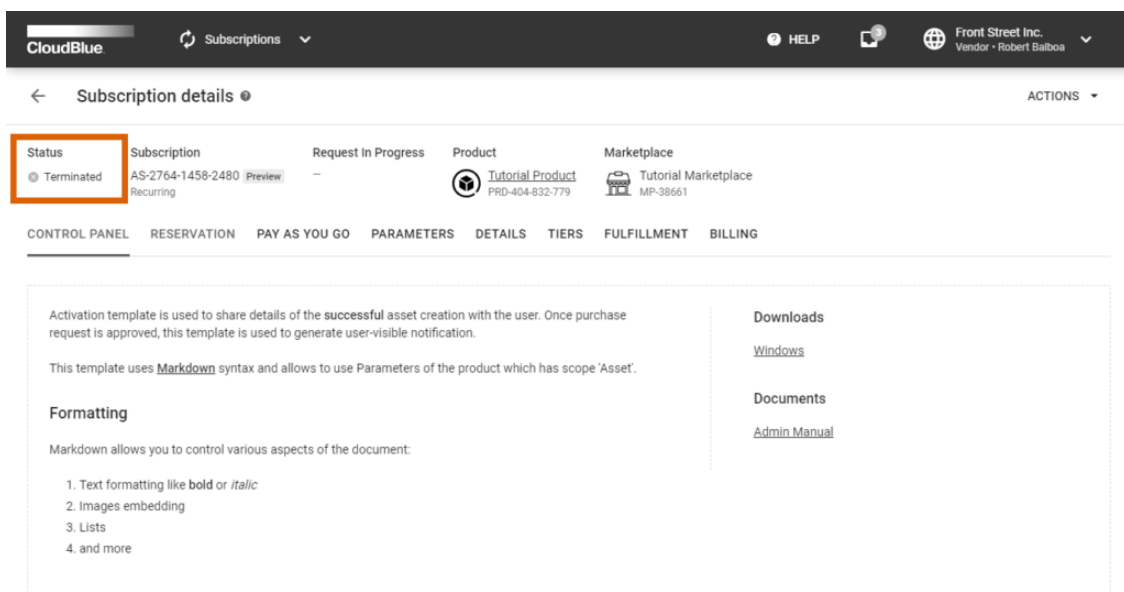 CloudBlue.
Subscriptions
HELP
3
Front Street Inc.
Vendor • Robert Balboa
Subscription details
ACTIONS
Status
Subscription
Request In Progress
Product
Marketplace
Terminated
AS-2764-1458-2480 Preview
Recurring
–
Tutorial Product
PRD-404-832-779
Tutorial Marketplace
MP-38661
CONTROL PANEL
RESERVATION
PAY AS YOU GO
PARAMETERS
DETAILS
TIERS
FULFILLMENT
BILLING
Activation template is used to share details of the successful asset creation with the user. Once purchase
request is approved, this template is used to generate user-visible notification.
This template uses Markdown syntax and allows to use Parameters of the product which has scope 'Asset'.
Formatting
Markdown allows you to control various aspects of the document:
1. Text formatting like bold or italic
2. Images embedding
3. Lists
4. and more
Downloads
Windows
Documents
Admin Manual